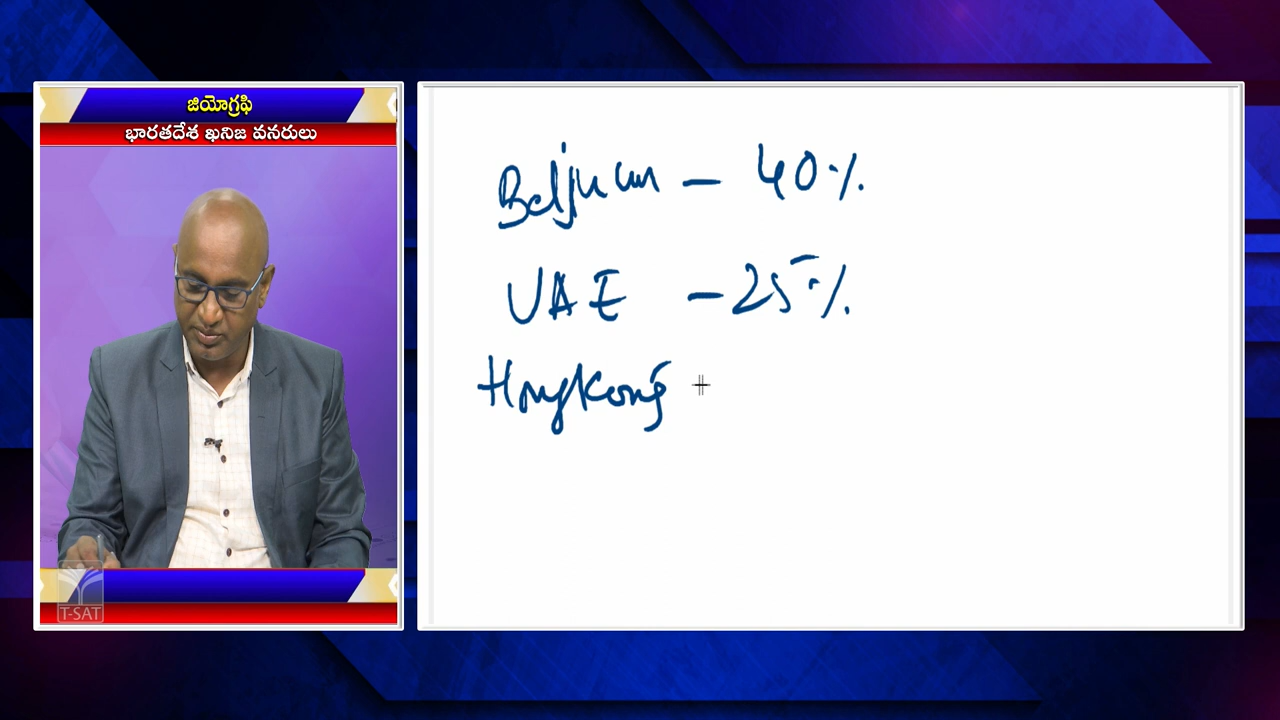 జియోగ్రఫి
భారతదేశ ఖనిజ వనరులు
Beljium - 40%
UAE - 25%
Hongkong
T-SAT